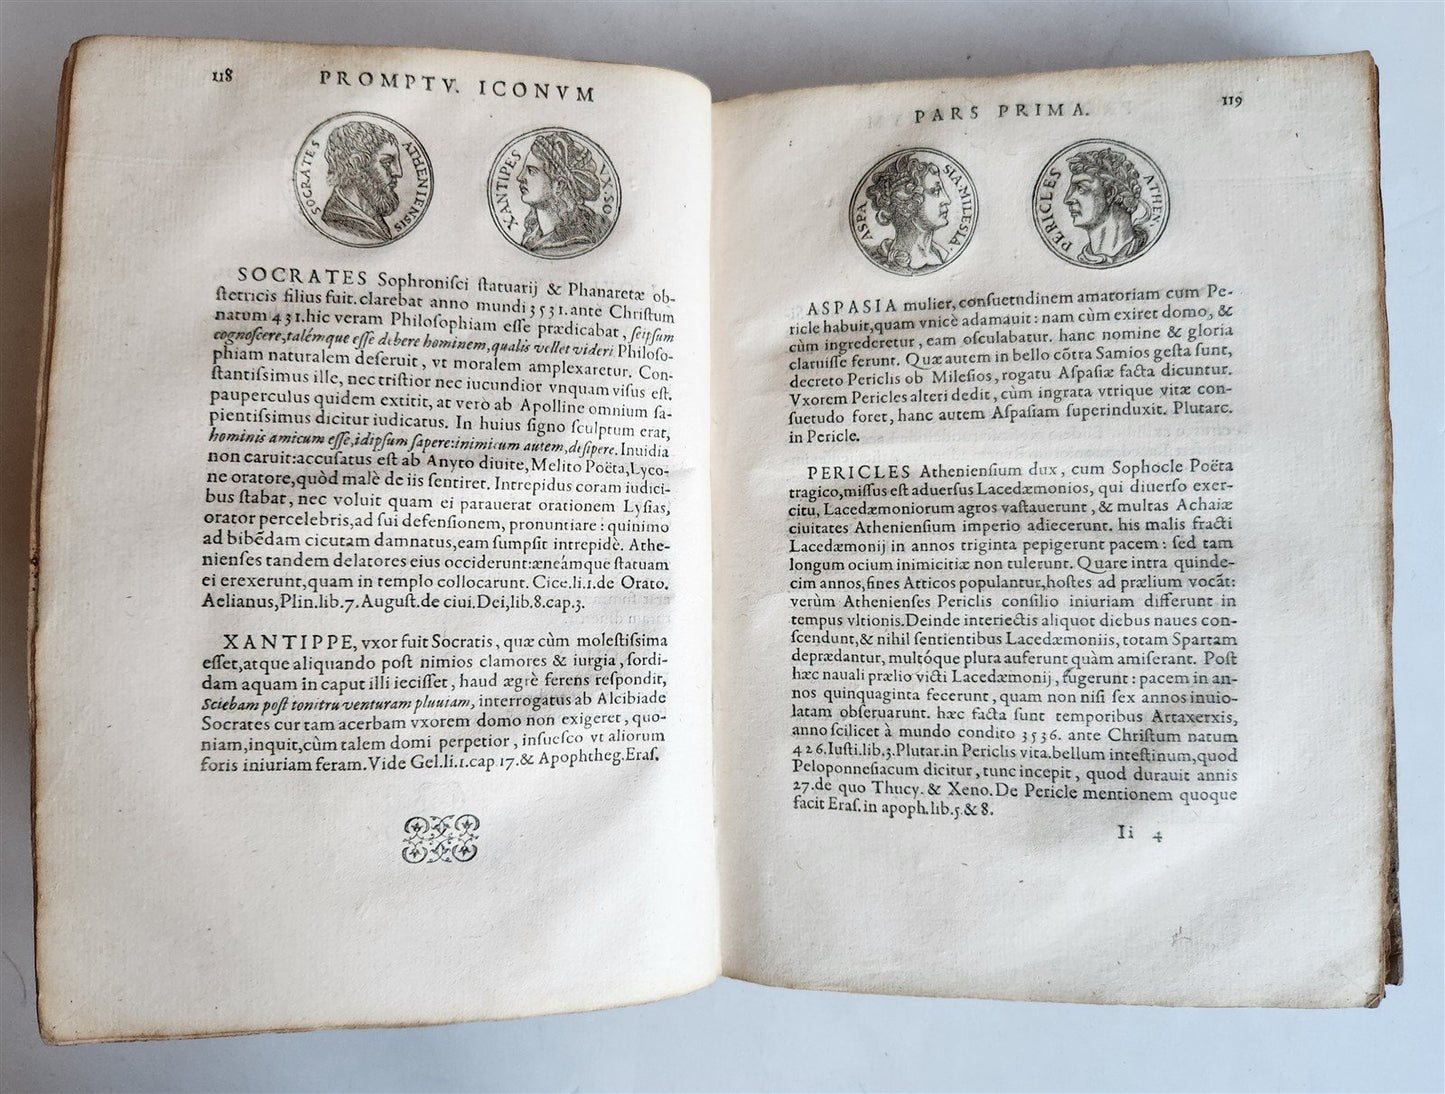 118
PROMPTV. ICONVM
SOCRATES ATHENIENSIS
XANTIPES VX·SO
SOCRATES Sophroniſci ſtatuarij & Phanaretæ ob-
ſtetricis filius fuit. clarebat anno mundi 3531. ante Chriſtum
natum 431. hic veram Philoſophiam eſſe prædicabat, ſeipſum
cognoſcere, talémque eſſe debere hominem, qualis vellet videri Philoſo-
phiam naturalem deſeruit, vt moralem amplexaretur. Con-
ſtantiſsimus ille, nec triſtior nec iucundior vnquam viſus eſt.
pauperculus quidem extitit, at verò ab Apolline omnium ſa-
pientiſsimus dicitur iudicatus. In huius ſigno ſculptum erat,
hominis amicum eſſe, idipſum ſapere: inimicum autem, deſipere. Inuidia
non caruit: accuſatus eſt ab Anyto diuite, Melito Poëta, Lyco-
ne oratore, quòd malè de iis ſentiret. Intrepidus coram iudici-
bus ſtabat, nec voluit quam ei parauerat orationem Lyſias,
orator percelebris, ad ſui defenſionem, pronuntiare: quinimo
ad bibēdam cicutam damnatus, eam ſumpſit intrepidè. Athe-
nienſes tandem delatores eius occiderunt: æneámque ſtatuam
ei erexerunt, quam in templo collocarunt. Cice. li. 1. de Orato.
Aelianus, Plin. lib. 7. Auguſt. de ciui. Dei, lib. 8. cap. 3.
XANTIPPE, vxor fuit Socratis, quæ cùm moleſtiſsima
eſſet, atque aliquando poſt nimios clamores & iurgia, ſordi-
dam aquam in caput illi ieciſſet, haud ægrè ferens reſpondit,
Sciebam poſt tonitru venturam pluuiam, interrogatus ab Alcibiade
Socrates cur tam acerbam vxorem domo non exigeret, quo-
niam, inquit, cùm talem domi perpetior, inſueſco vt aliorum
foris iniuriam feram. Vide Gel. li. 1. cap. 17. & Apophtheg. Eraſ.
PARS PRIMA.
119
ASPA SIA·MILESIA·
PERICLES ATHEN·
ASPASIA mulier, conſuetudinem amatoriam cum Pe-
ricle habuit, quam vnicè adamauit: nam cùm exiret domo, &
cùm ingrederetur, eam oſculabatur. hanc nomine & gloria
claruiſſe ferunt. Quæ autem in bello cōtra Samios geſta ſunt,
decreto Periclis ob Mileſios, rogatu Aſpaſiæ facta dicuntur.
Vxorem Pericles alteri dedit, cùm ingrata vtrique vitæ con-
ſuetudo foret, hanc autem Aſpaſiam ſuperinduxit. Plutarc.
in Pericle.
PERICLES Athenienſium dux, cum Sophocle Poëta
tragico, miſſus eſt aduerſus Lacedæmonios, qui diuerſo exer-
citu, Lacedæmoniorum agros vaſtauerunt, & multas Achaiæ
ciuitates Athenienſium imperio adiecerunt. his malis fracti
Lacedæmonij in annos triginta pepigerunt pacem: ſed tam
longum ocium inimicitiæ non tulerunt. Quare intra quinde-
cim annos, fines Atticos populantur, hoſtes ad prælium vocāt:
verùm Athenienſes Periclis conſilio iniuriam differunt in
tempus vltionis. Deinde interiectis aliquot diebus naues con-
ſcendunt, & nihil ſentientibus Lacedæmoniis, totam Spartam
deprædantur, multóque plura auferunt quàm amiſerant. Poſt
hæc nauali prælio victi Lacedæmonij, fugerunt: pacem in an-
nos quinquaginta fecerunt, quam non niſi ſex annos inuio-
latam obſeruarunt. hæc facta ſunt temporibus Artaxerxis,
anno ſcilicet à mundo condito 3536. ante Chriſtum natum
426. Iuſti. lib. 3. Plutar. in Periclis vita. bellum inteſtinum, quod
Peloponneſiacum dicitur, tunc incepit, quod durauit annis
27. de quo Thucy. & Xeno. De Pericle mentionem quoque
facit Eraſ. in apoph. lib. 5. & 8.
Ii 4